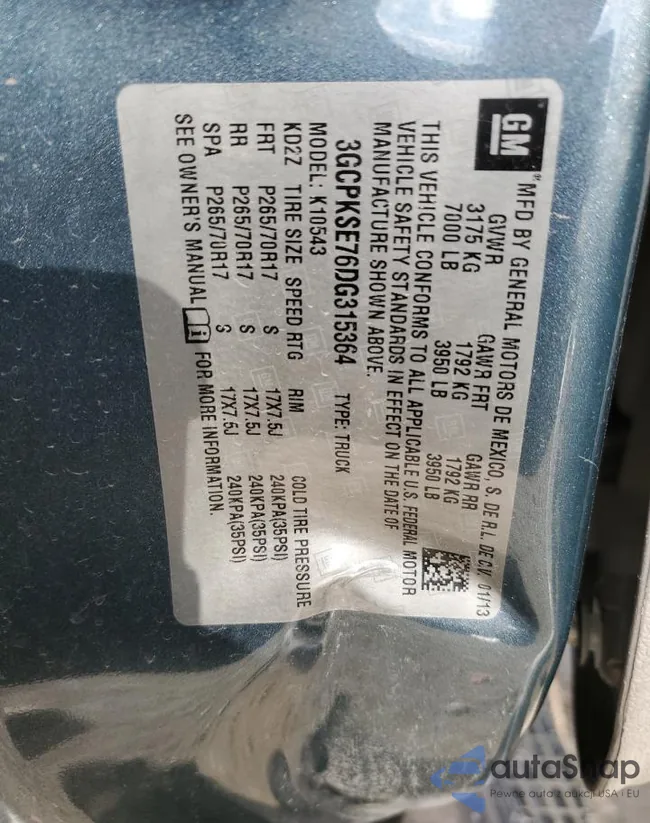 GM
MFD BY GENERAL MOTORS DE MEXICO, S. DE R.L. DE C.V. 01/13
GVWR GAWR FRT GAWR RR
3175 KG 1792 KG 1792 KG
7000 LB 3950 LB 3950 LB
THIS VEHICLE CONFORMS TO ALL APPLICABLE U.S. FEDERAL MOTOR
VEHICLE SAFETY STANDARDS IN EFFECT ON THE DATE OF
MANUFACTURE SHOWN ABOVE.
3GCPKSE76DG315364 TYPE: TRUCK
MODEL: K10543
KD2Z TIRE SIZE SPEED RTG RIM COLD TIRE PRESSURE
FRT P265/70R17 S 17X7.5J 240KPA(35PSI)
RR P265/70R17 S 17X7.5J 240KPA(35PSI)
SPA P265/70R17 S 17X7.5J 240KPA(35PSI)
SEE OWNER'S MANUAL FOR MORE INFORMATION.
autaSnap
Pewne auto z aukcji USA i EU